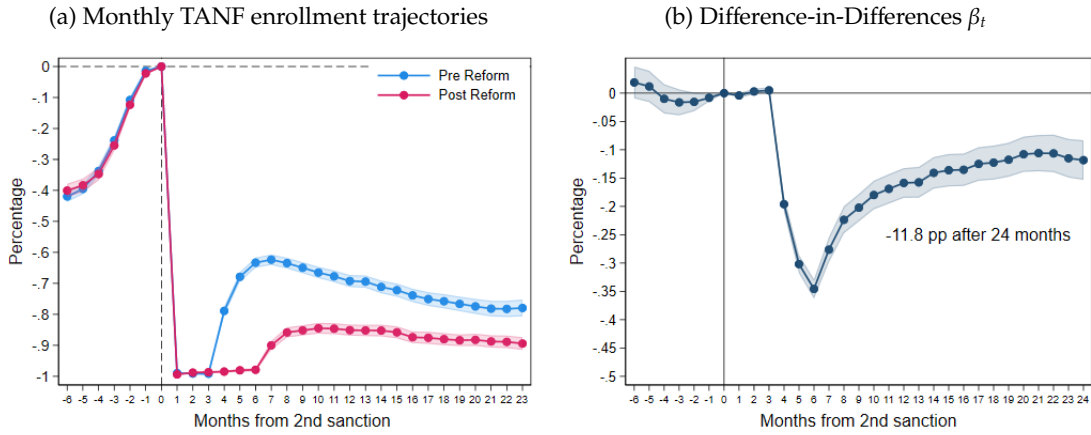 (a) Monthly TANF enrollment trajectories
Percentage
0
-.1
-.2
-.3
-.4
-.5
-.6
-.7
-.8
-.9
-1
Pre Reform
Post Reform
-6 -5 -4 -3 -2 -1 0 1 2 3 4 5 6 7 8 9 10 11 12 13 14 15 16 17 18 19 20 21 22 23
Months from 2nd sanction
(b) Difference-in-Differences βt
Percentage
0
-.05
-.1
-.15
-.2
-.25
-.3
-.35
-.4
-.45
-.5
-11.8 pp after 24 months
-6 -5 -4 -3 -2 -1 0 1 2 3 4 5 6 7 8 9 10 11 12 13 14 15 16 17 18 19 20 21 22 23 24
Months from 2nd sanction